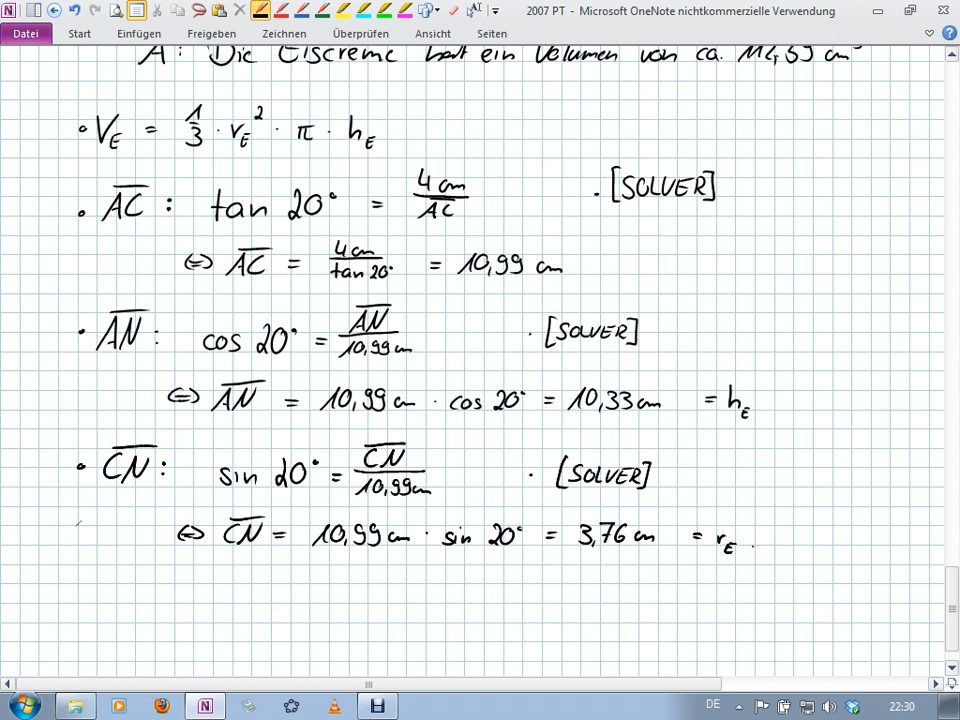 2007 PT - Microsoft OneNote nichtkommerzielle Verwendung
Datei Start Einfügen Freigeben Zeichnen Überprüfen Ansicht Seiten
A: Die Eiscreme hat ein Volumen von ca. 112,59 cm³
• V_E = 1/3 · r_E² · π · h_E
• AC : tan 20° = 4 cm / AC · [SOLVER]
⇔ AC = 4 cm / tan 20° = 10,99 cm
• AN : cos 20° = AN / 10,99 cm · [SOLVER]
⇔ AN = 10,99 cm · cos 20° = 10,33 cm = h_E
• CN : sin 20° = CN / 10,99 cm · [SOLVER]
⇔ CN = 10,99 cm · sin 20° = 3,76 cm = r_E
DE 22:30